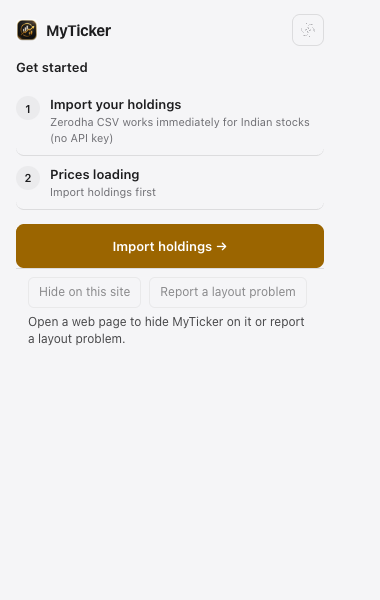 MyTicker
Get started
1
Import your holdings
Zerodha CSV works immediately for Indian stocks
(no API key)
2
Prices loading
Import holdings first
Import holdings →
Hide on this site
Report a layout problem
Open a web page to hide MyTicker on it or report
a layout problem.